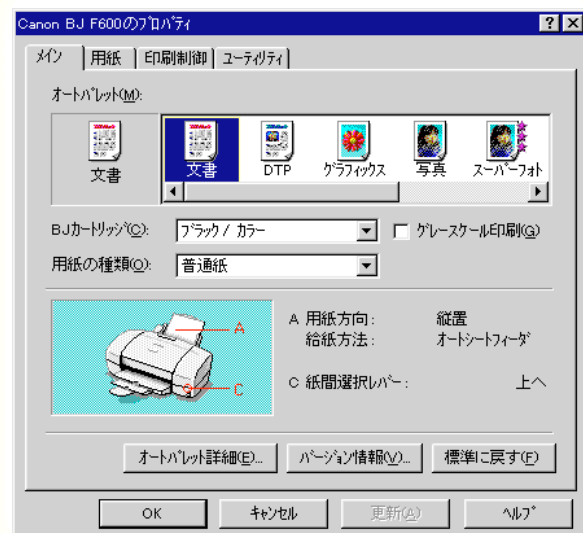 Canon BJ F600のプロパティ
メイン 用紙 印刷制御 ユーティリティ
オートパレット(M):
文書 文書 DTP グラフィックス 写真 スーパーフォト
BJカートリッジ(C): ブラック / カラー グレースケール印刷(G)
用紙の種類(O): 普通紙
A A 用紙方向: 縦置
給紙方法: オートシートフィーダ
C C 紙間選択レバー: 上へ
オートパレット詳細(E)... バージョン情報(V)... 標準に戻す(F)
OK キャンセル 更新(A) ヘルプ